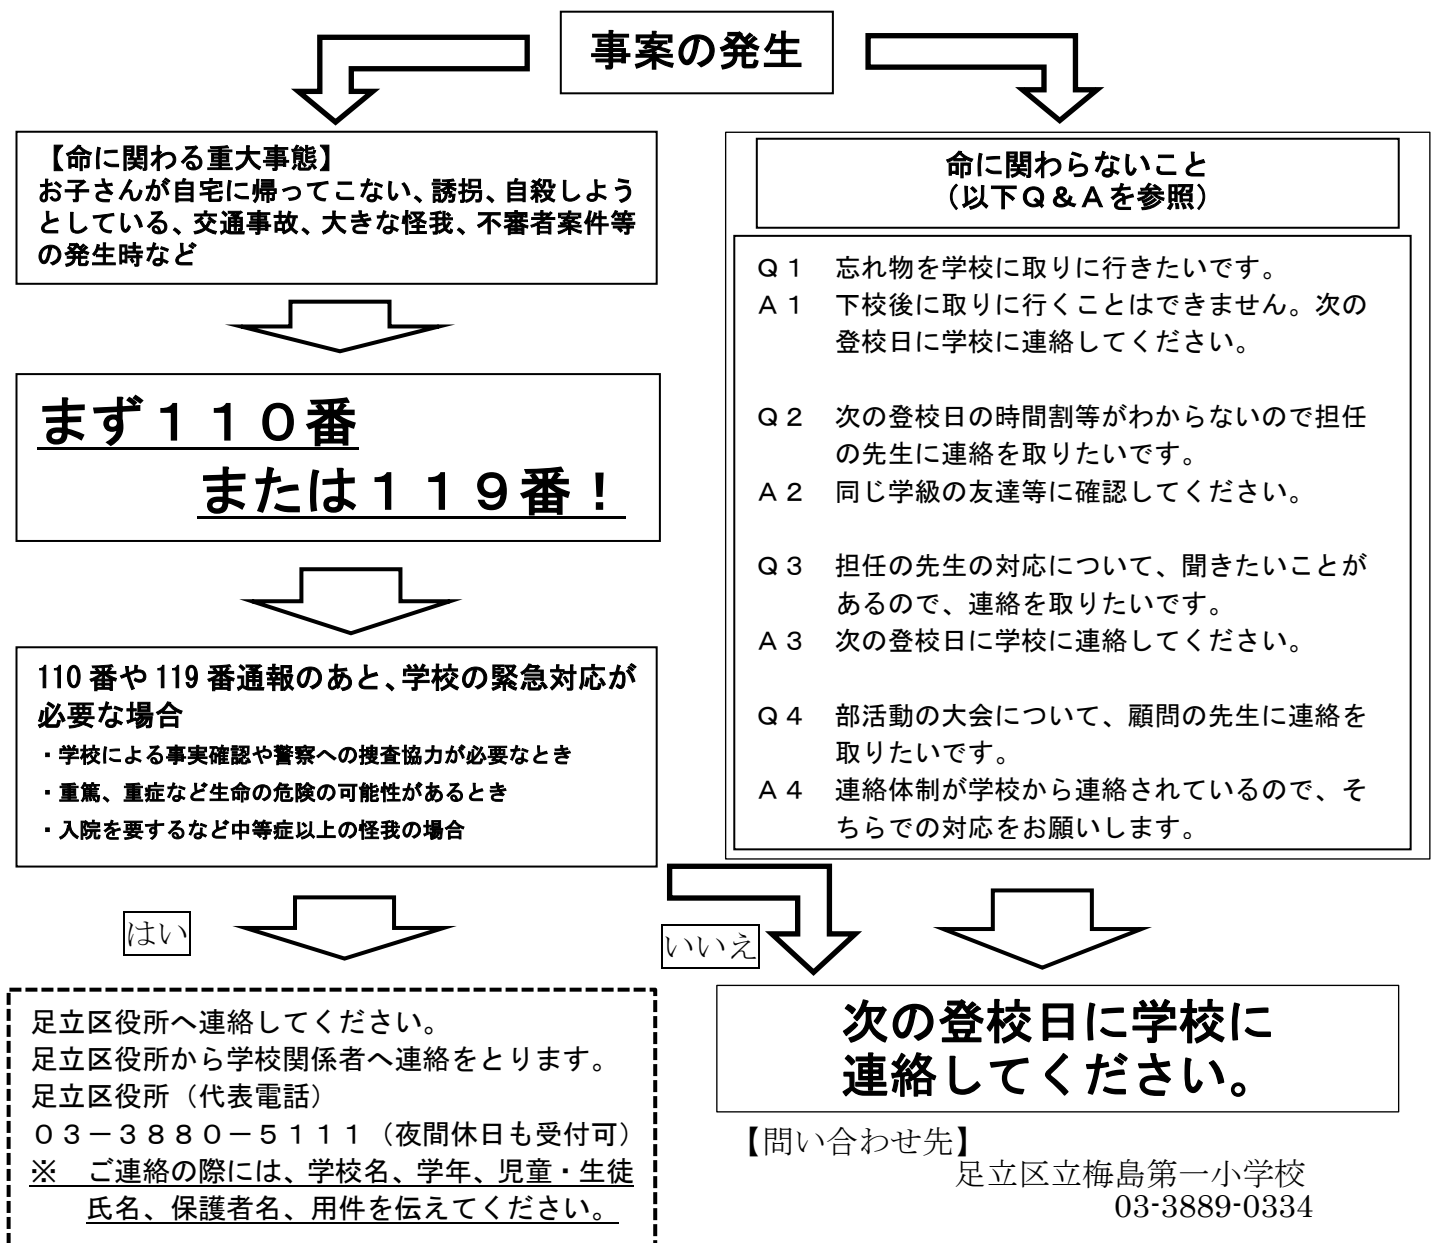 事案の発生
【命に関わる重大事態】
お子さんが自宅に帰ってこない、誘拐、自殺しよう
としている、交通事故、大きな怪我、不審者案件等
の発生時など
まず１１０番
または１１９番！
110番や119番通報のあと、学校の緊急対応が
必要な場合
・学校による事実確認や警察への捜査協力が必要なとき
・重篤、重症など生命の危険の可能性があるとき
・入院を要するなど中等症以上の怪我の場合
はい
いいえ
足立区役所へ連絡してください。
足立区役所から学校関係者へ連絡をとります。
足立区役所（代表電話）
０３－３８８０－５１１１（夜間休日も受付可）
※　ご連絡の際には、学校名、学年、児童・生徒
氏名、保護者名、用件を伝えてください。
命に関わらないこと
（以下Ｑ＆Ａを参照）
Ｑ１　忘れ物を学校に取りに行きたいです。
Ａ１　下校後に取りに行くことはできません。次の
登校日に学校に連絡してください。
Ｑ２　次の登校日の時間割等がわからないので担任
の先生に連絡を取りたいです。
Ａ２　同じ学級の友達等に確認してください。
Ｑ３　担任の先生の対応について、聞きたいことが
あるので、連絡を取りたいです。
Ａ３　次の登校日に学校に連絡してください。
Ｑ４　部活動の大会について、顧問の先生に連絡を
取りたいです。
Ａ４　連絡体制が学校から連絡されているので、そ
ちらでの対応をお願いします。
次の登校日に学校に
連絡してください。
【問い合わせ先】
足立区立梅島第一小学校
03-3889-0334